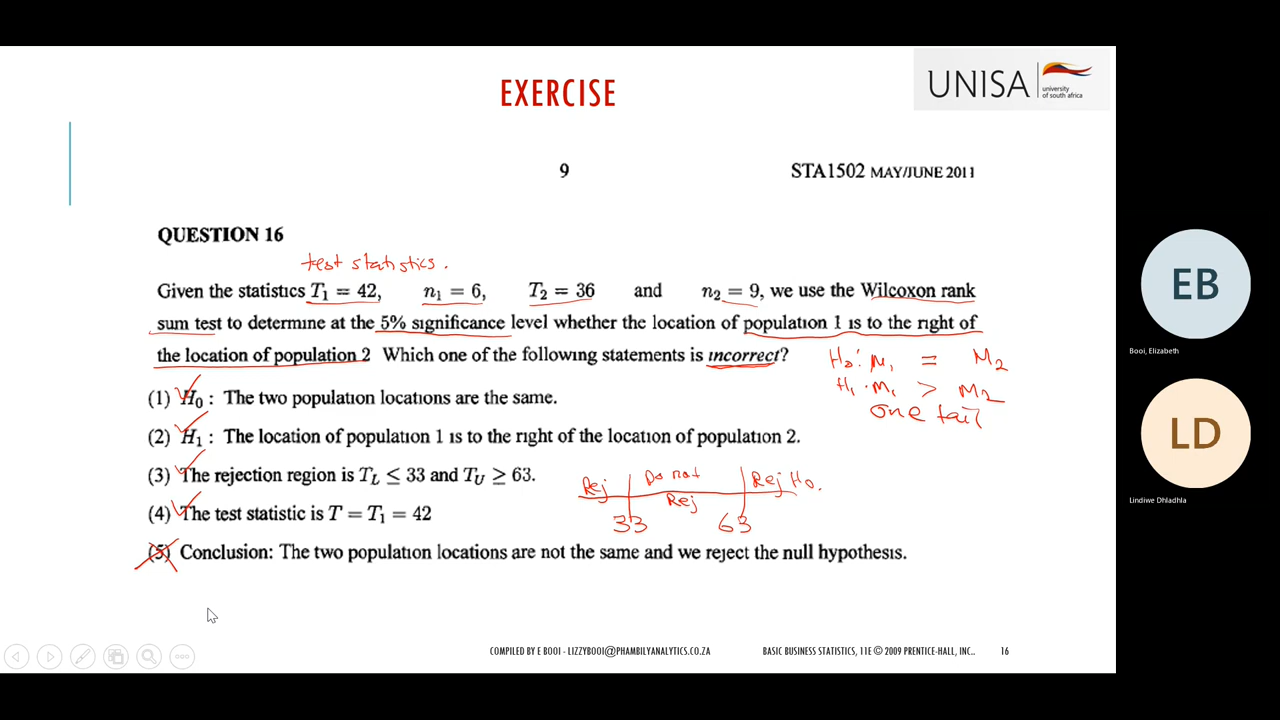 EXERCISE
UNISA
university
of south africa
9
STA1502 MAY/JUNE 2011
QUESTION 16
test statistics.
Given the statistics T₁ = 42, n₁ = 6, T₂ = 36 and n₂ = 9, we use the Wilcoxon rank
sum test to determine at the 5% significance level whether the location of population 1 is to the right of
the location of population 2 Which one of the following statements is incorrect?
H₀: M₁ = M₂
H₁: M₁ > M₂
one tail
(1) H₀ : The two population locations are the same.
(2) H₁ : The location of population 1 is to the right of the location of population 2.
(3) The rejection region is T_L ≤ 33 and T_U ≥ 63.
Rej Do not Rej H₀.
Rej
33 63
(4) The test statistic is T = T₁ = 42
(5) Conclusion: The two population locations are not the same and we reject the null hypothesis.
COMPILED BY E BOOI - LIZZYBOOI@PHAMBILYANALYTICS.CO.ZA
BASIC BUSINESS STATISTICS, 11E © 2009 PRENTICE-HALL, INC..
16
EB
Booi, Elizabeth
LD
Lindiwe Dhladhla